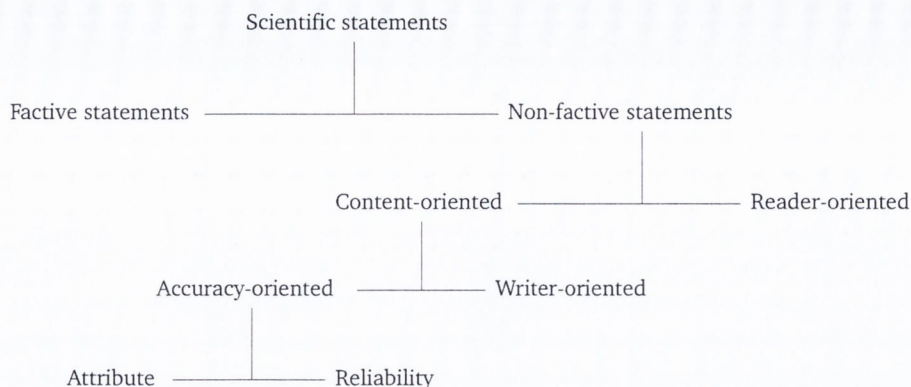 Scientific statements
Factive statements
Non-factive statements
Content-oriented
Reader-oriented
Accuracy-oriented
Writer-oriented
Attribute
Reliability